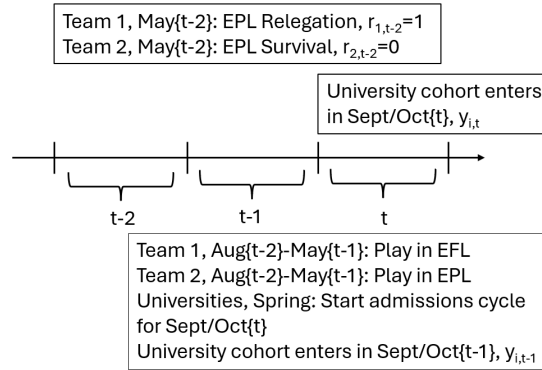 Team 1, May{t-2}: EPL Relegation, r1,t-2=1
Team 2, May{t-2}: EPL Survival, r2,t-2=0
University cohort enters
in Sept/Oct{t}, yi,t
t-2
t-1
t
Team 1, Aug{t-2}-May{t-1}: Play in EFL
Team 2, Aug{t-2}-May{t-1}: Play in EPL
Universities, Spring: Start admissions cycle
for Sept/Oct{t}
University cohort enters in Sept/Oct{t-1}, yi,t-1